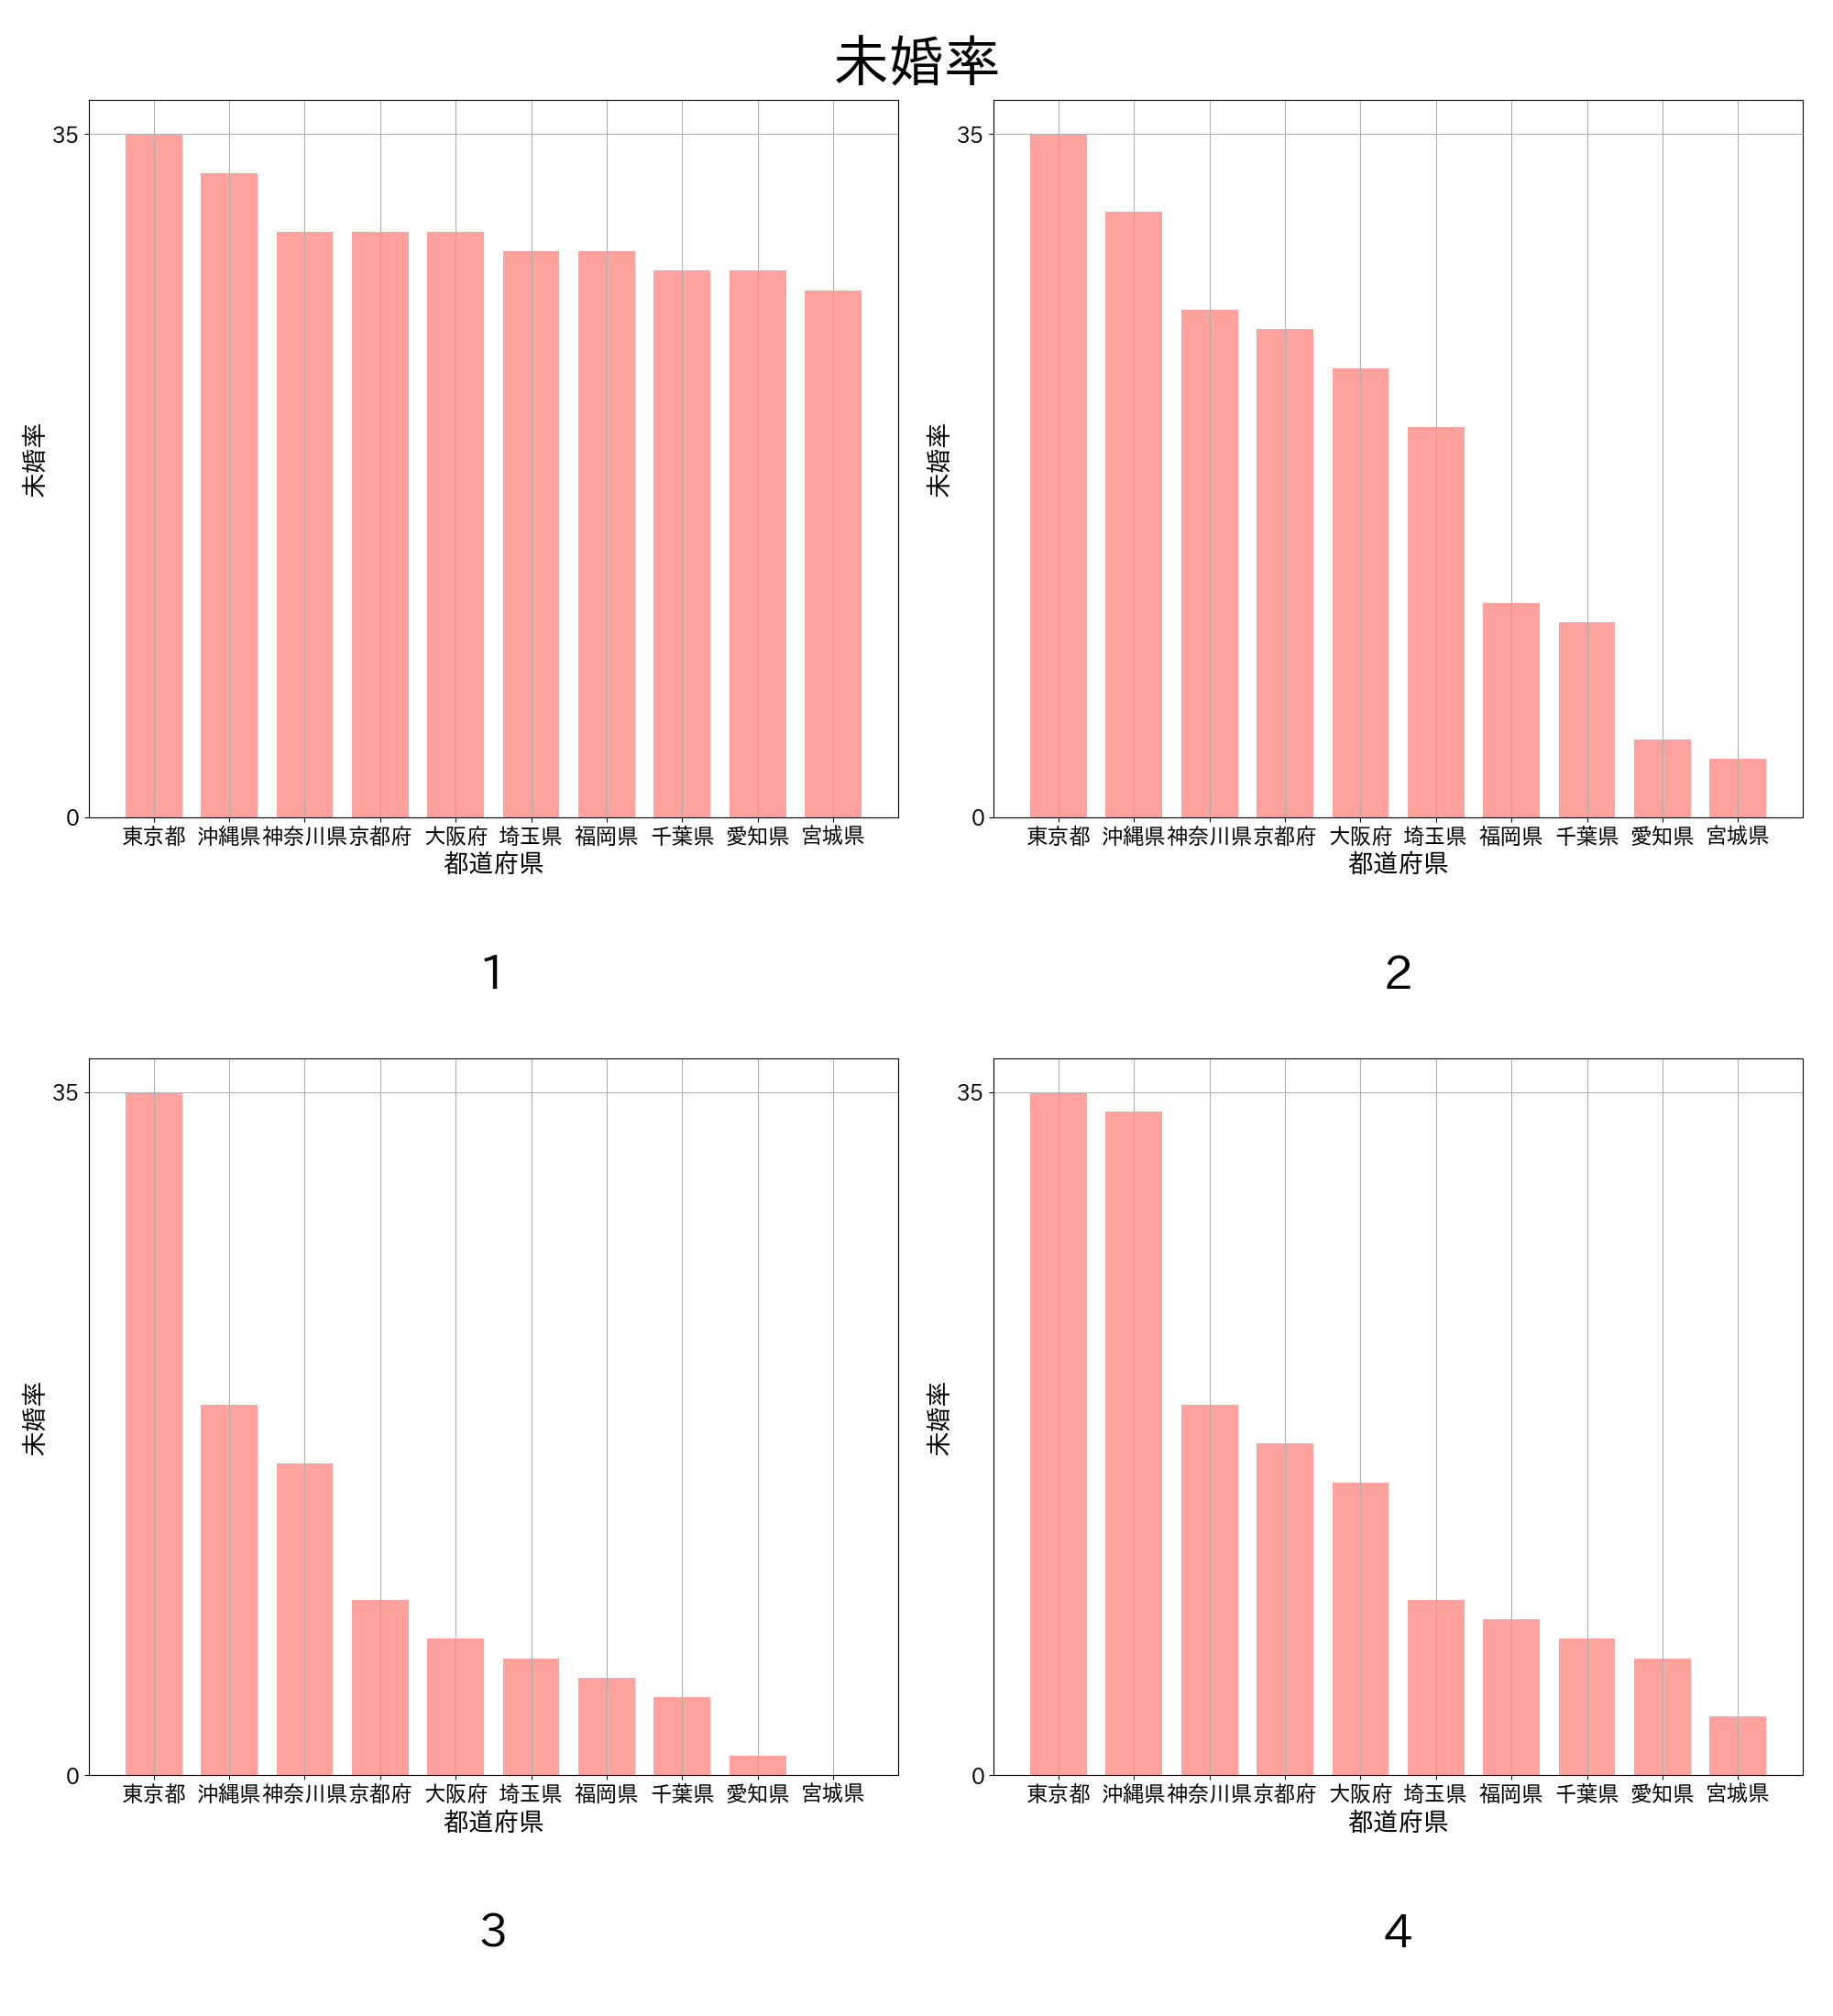 未婚率
35
0
未婚率
東京都 沖縄県 神奈川県 京都府 大阪府 埼玉県 福岡県 千葉県 愛知県 宮城県
都道府県
1
35
0
未婚率
東京都 沖縄県 神奈川県 京都府 大阪府 埼玉県 福岡県 千葉県 愛知県 宮城県
都道府県
2
35
0
未婚率
東京都 沖縄県 神奈川県 京都府 大阪府 埼玉県 福岡県 千葉県 愛知県 宮城県
都道府県
3
35
0
未婚率
東京都 沖縄県 神奈川県 京都府 大阪府 埼玉県 福岡県 千葉県 愛知県 宮城県
都道府県
4